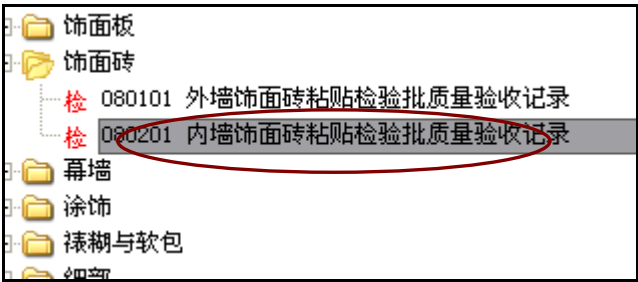 饰面板
饰面砖
检 080101 外墙饰面砖粘贴检验批质量验收记录
检 080201 内墙饰面砖粘贴检验批质量验收记录
幕墙
涂饰
裱糊与软包
细部